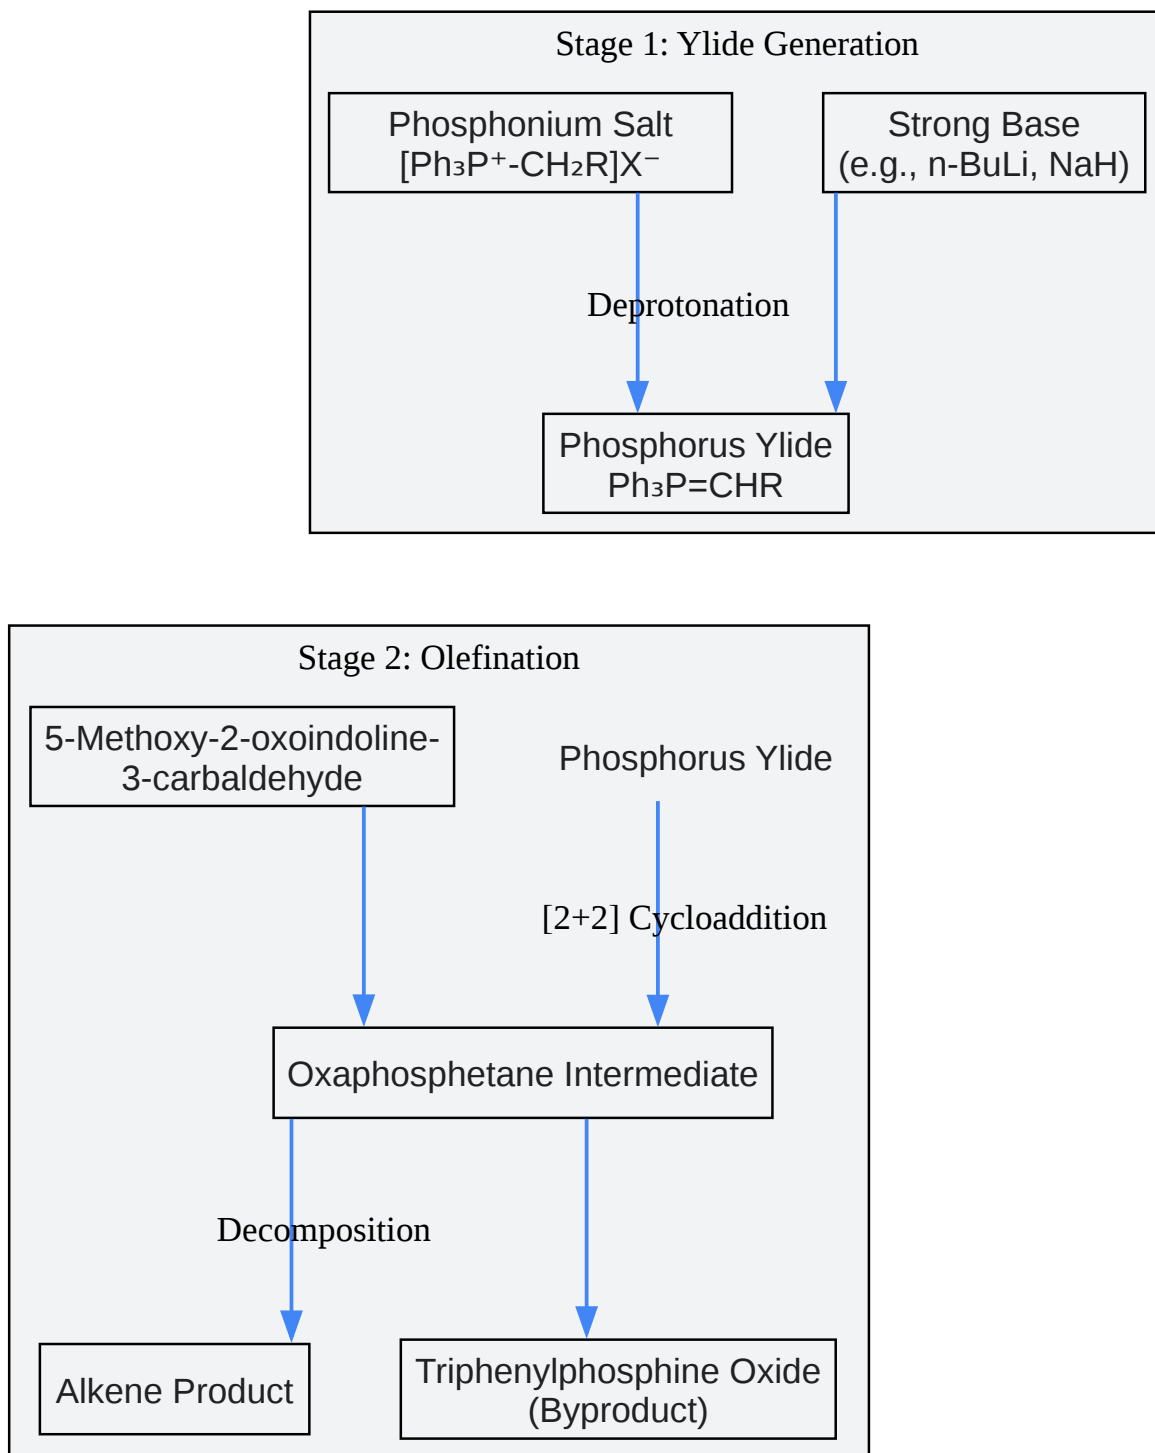 Stage 1: Ylide Generation
Phosphonium Salt
[Ph₃P⁺-CH₂R]X⁻
Strong Base
(e.g., n-BuLi, NaH)
Deprotonation
Phosphorus Ylide
Ph₃P=CHR
Stage 2: Olefination
5-Methoxy-2-oxoindoline-
3-carbaldehyde
Phosphorus Ylide
[2+2] Cycloaddition
Oxaphosphetane Intermediate
Decomposition
Alkene Product
Triphenylphosphine Oxide
(Byproduct)